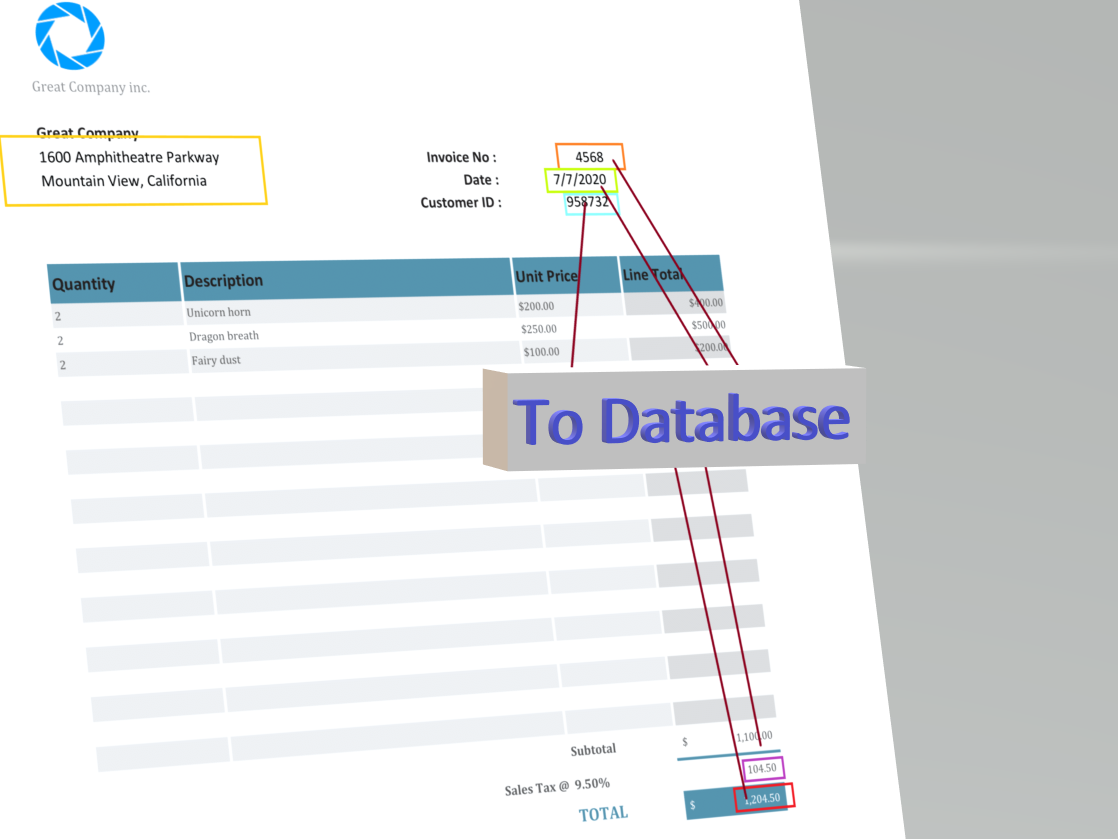 Great Company inc.
Great Company
1600 Amphitheatre Parkway
Mountain View, California
Invoice No : 4568
Date : 7/7/2020
Customer ID : 958732
Quantity Description Unit Price Line Total
2 Unicorn horn $200.00 $400.00
2 Dragon breath $250.00 $500.00
2 Fairy dust $100.00 $200.00
To Database
Subtotal $ 1,100.00
Sales Tax @ 9.50% 104.50
TOTAL $ 1,204.50